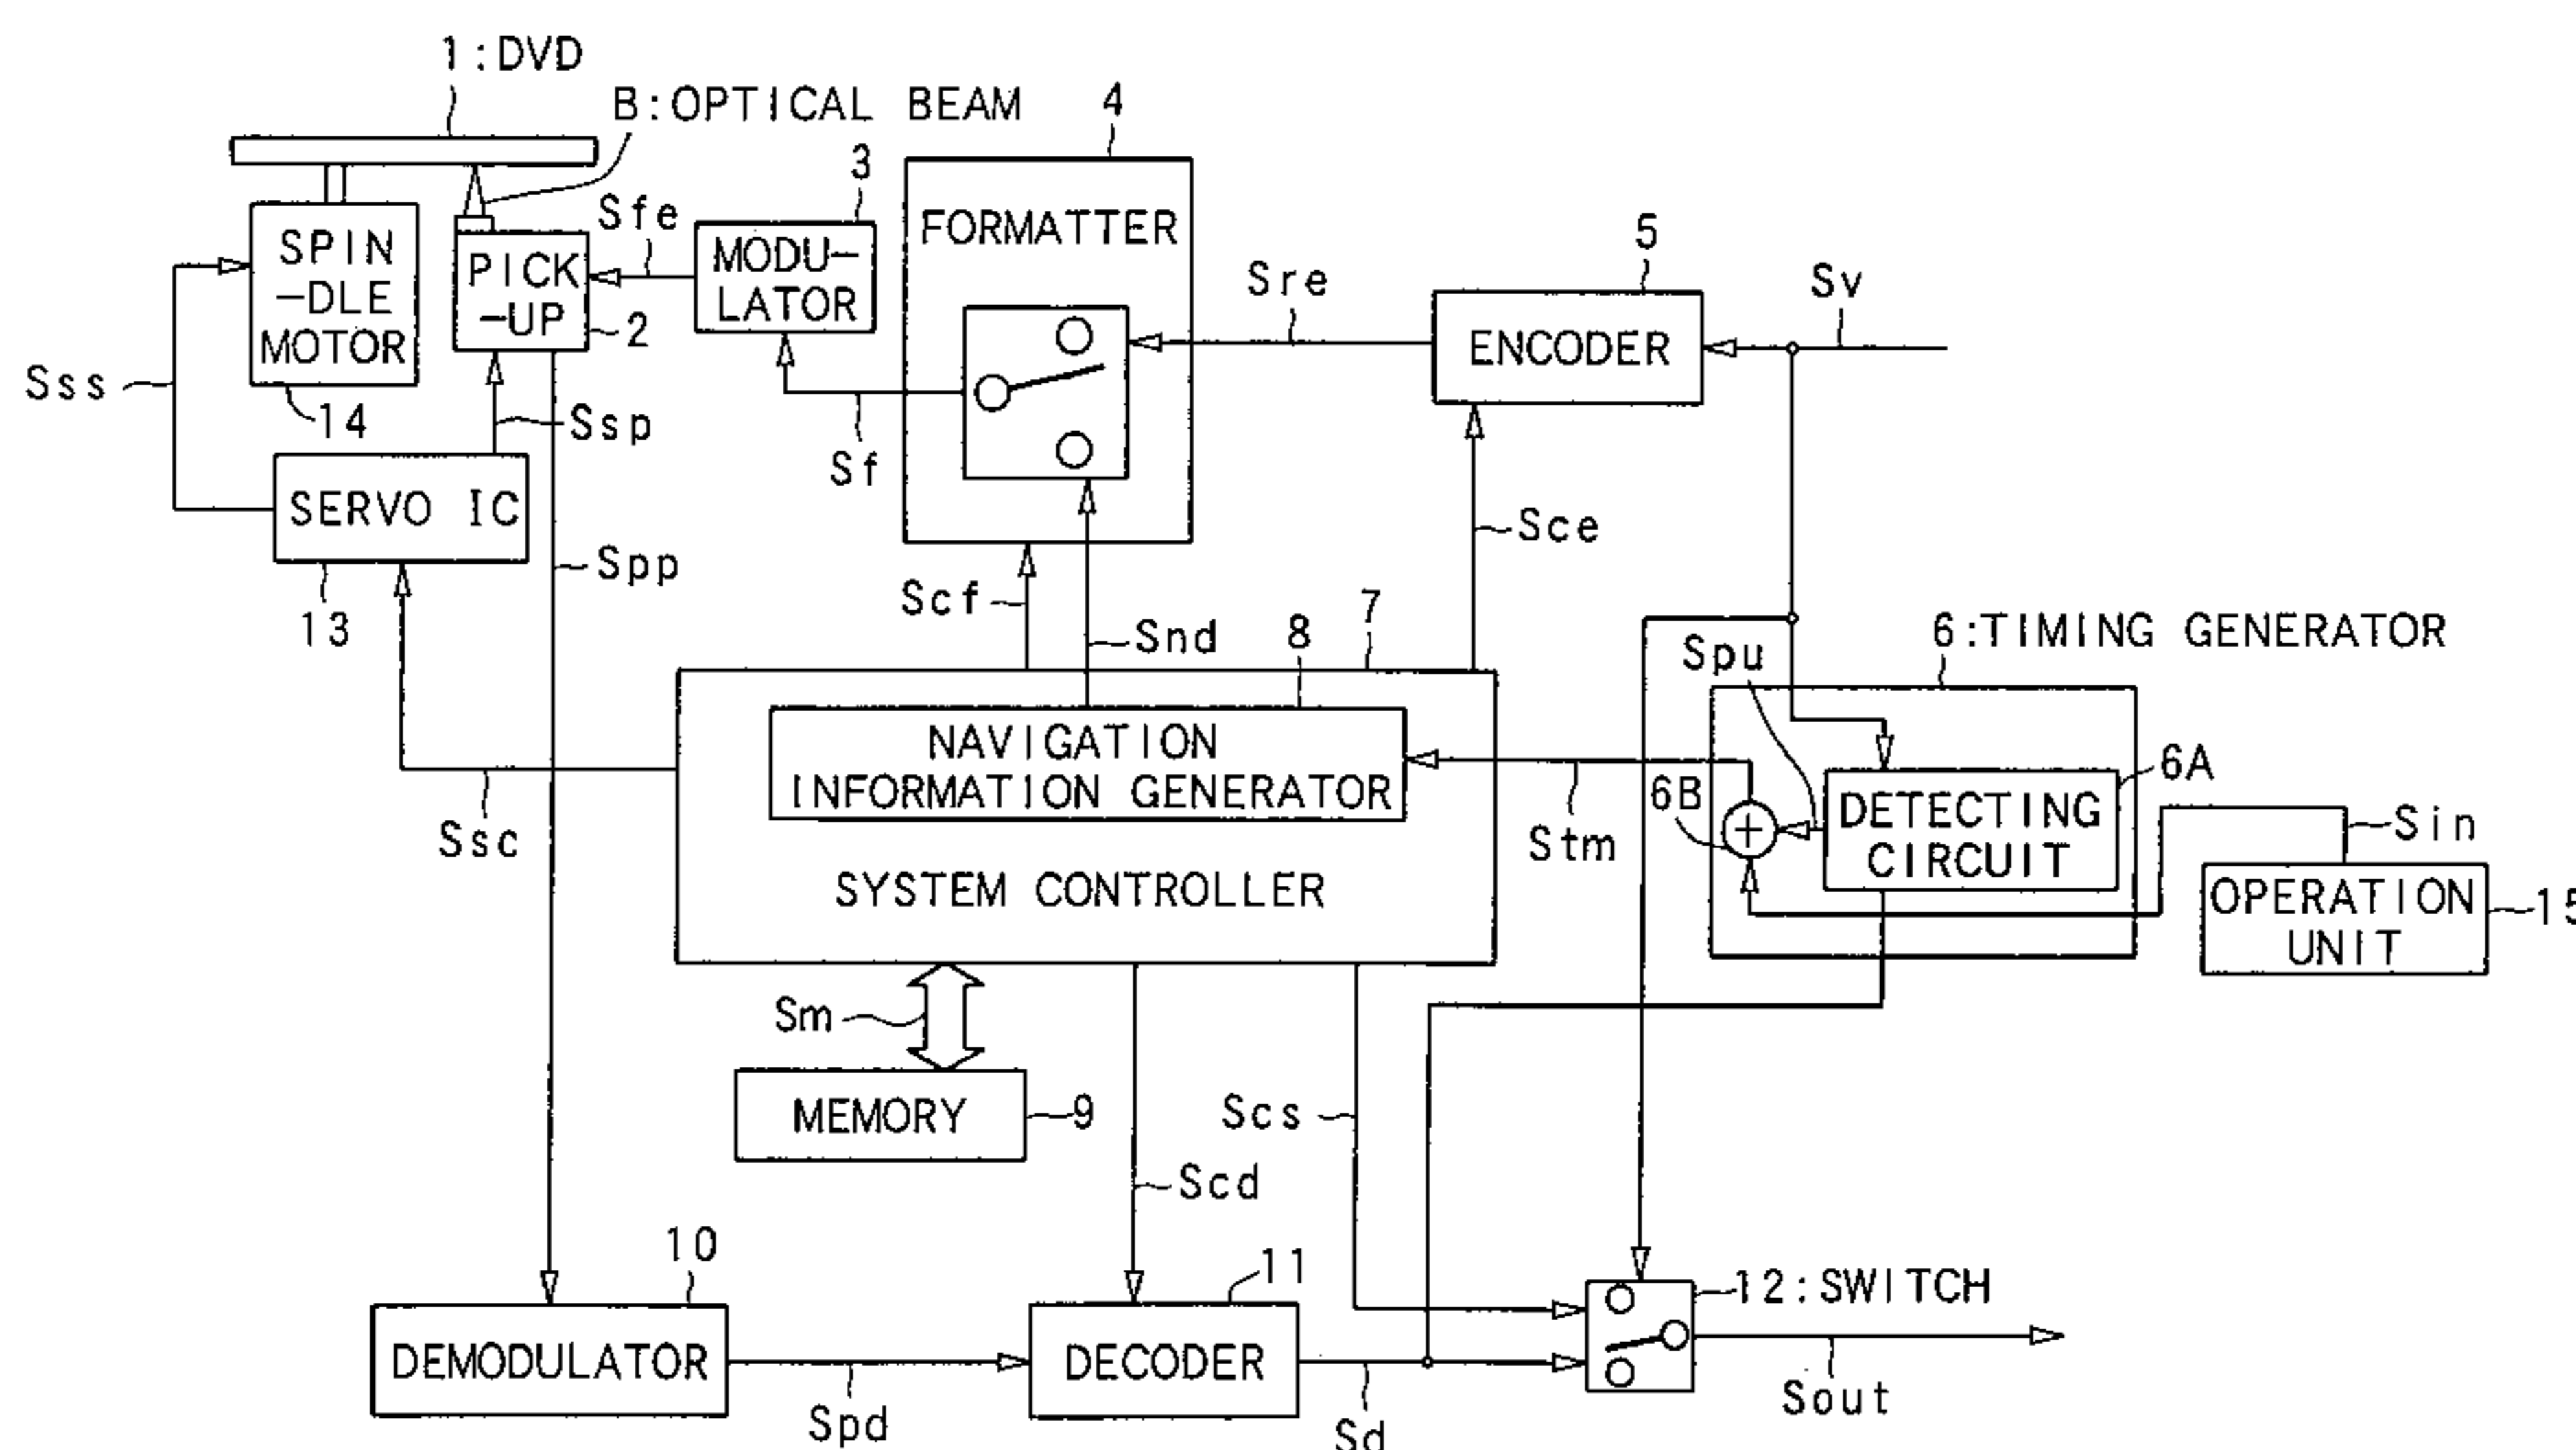 1:DVD
B:OPTICAL BEAM
4
3
FORMATTER
Sfe
SPIN
-DLE
MOTOR
PICK
-UP
2
MODU-
LATOR
5
Sre
Sv
ENCODER
Sss
14
Ssp
Sf
SERVO IC
13
Spp
Sce
Scf
Snd
7
8
6:TIMING GENERATOR
Spu
NAVIGATION
INFORMATION GENERATOR
6A
6B
DETECTING
CIRCUIT
Sin
Ssc
Stm
SYSTEM CONTROLLER
OPERATION
UNIT
15
Sm
MEMORY
9
Scs
Scd
10
11
12:SWITCH
DEMODULATOR
DECODER
Spd
Sd
Sout